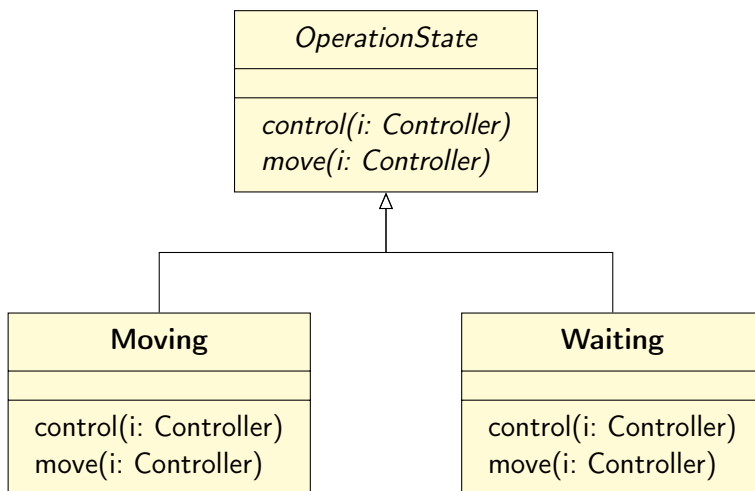 OperationState
control(i: Controller)
move(i: Controller)
Moving
control(i: Controller)
move(i: Controller)
Waiting
control(i: Controller)
move(i: Controller)